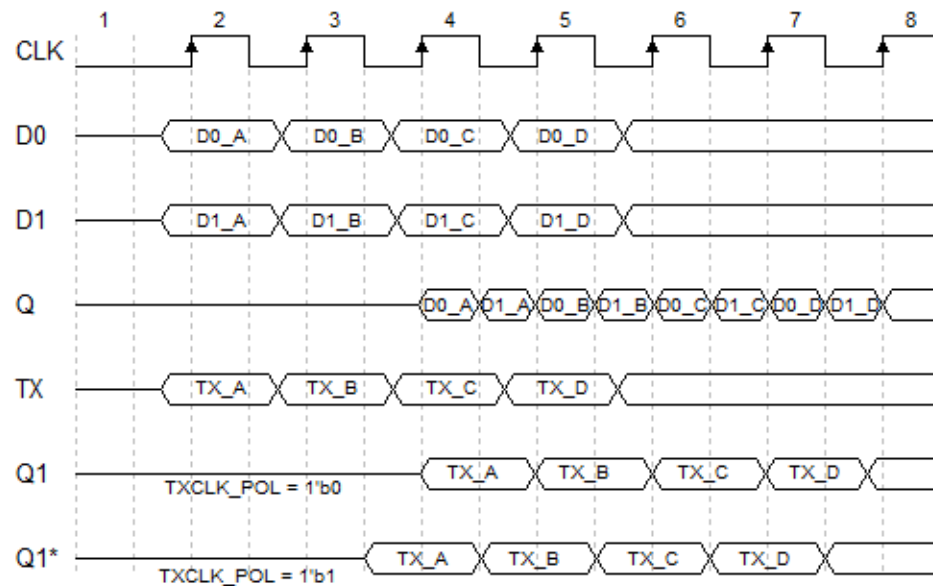 1 2 3 4 5 6 7 8
CLK
D0 D0_A D0_B D0_C D0_D
D1 D1_A D1_B D1_C D1_D
Q D0_A D1_A D0_B D1_B D0_C D1_C D0_D D1_D
TX TX_A TX_B TX_C TX_D
Q1 TX_A TX_B TX_C TX_D
TXCLK_POL = 1'b0
Q1* TX_A TX_B TX_C TX_D
TXCLK_POL = 1'b1